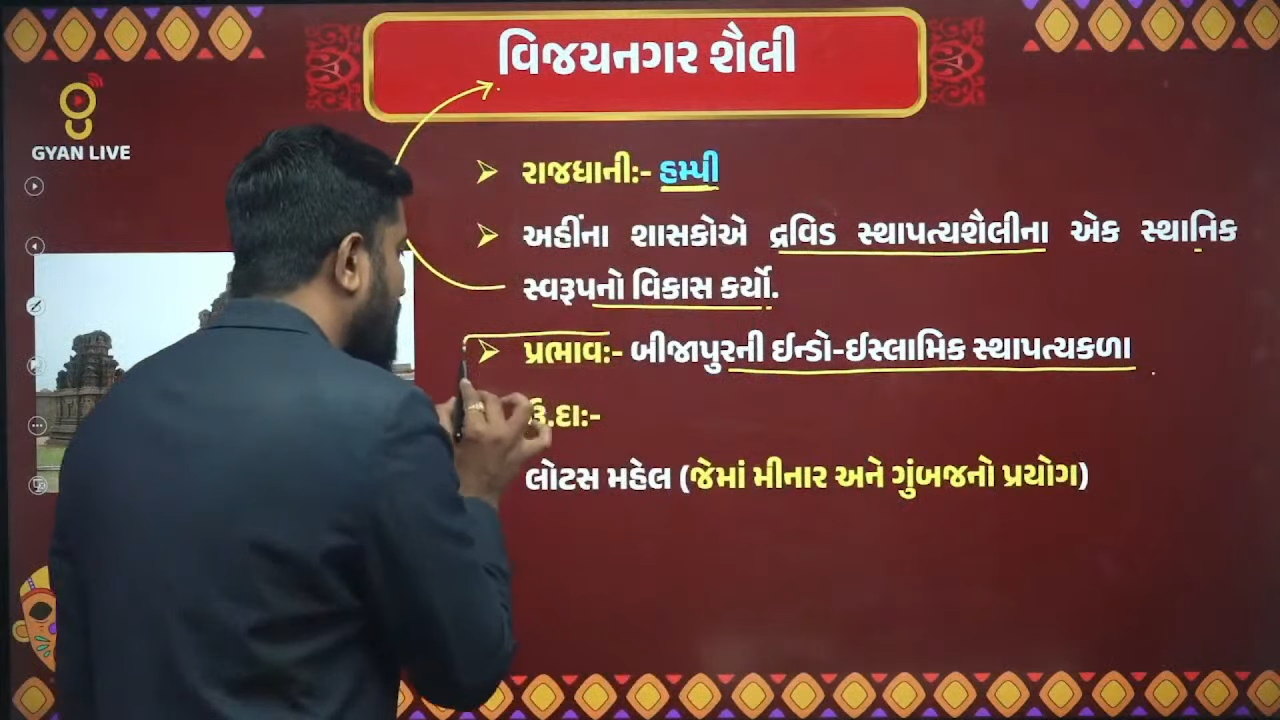 વિજયનગર શૈલી
GYAN LIVE
રાજધાની:- હમ્પી
અહીંના શાસકોએ દ્રવિડ સ્થાપત્યશૈલીના એક સ્થાનિક
સ્વરૂપનો વિકાસ કર્યો.
પ્રભાવ:- બીજાપુરની ઈન્ડો-ઈસ્લામિક સ્થાપત્યકળા
ઉ.દા:-
લોટસ મહેલ (જેમાં મીનાર અને ગુંબજનો પ્રયોગ)